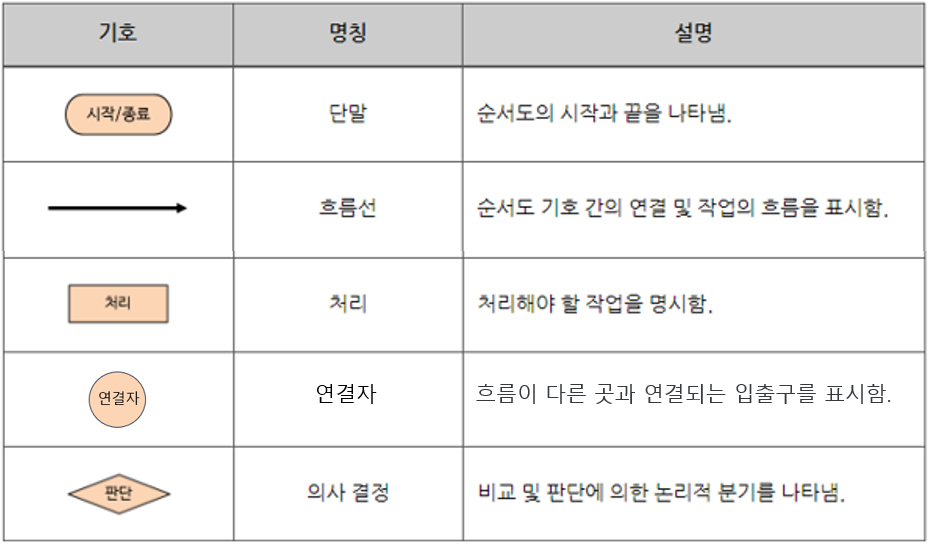 기호 명칭 설명
시작/종료 단말 순서도의 시작과 끝을 나타냄.
흐름선 순서도 기호 간의 연결 및 작업의 흐름을 표시함.
처리 처리 처리해야 할 작업을 명시함.
연결자 연결자 흐름이 다른 곳과 연결되는 입출구를 표시함.
판단 의사 결정 비교 및 판단에 의한 논리적 분기를 나타냄.